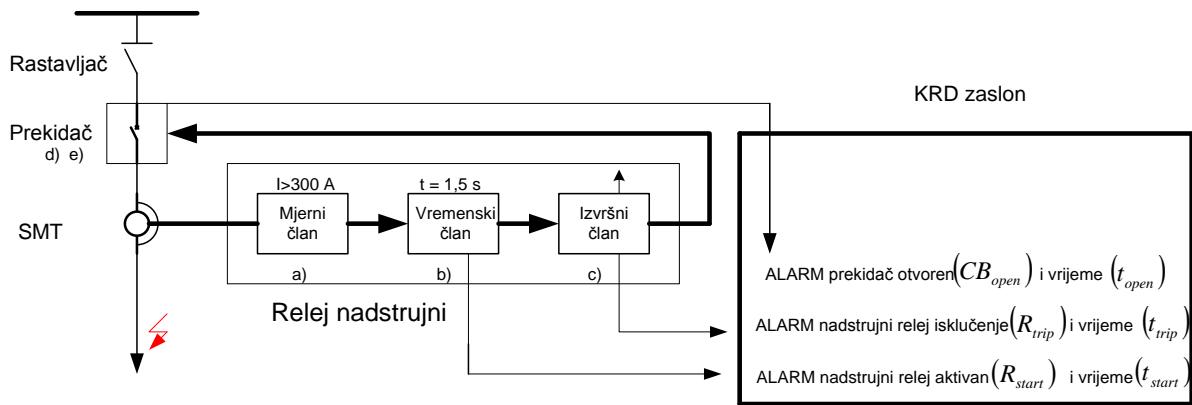 Rastavljač
KRD zaslon
Prekidač
d) e)
I>300 A
t = 1,5 s
Mjerni
član
Vremenski
član
Izvršni
član
SMT
a)
b)
c)
Relej nadstrujni
ALARM prekidač otvoren (CB_open) i vrijeme (t_open)
ALARM nadstrujni relej isklučenje (R_trip) i vrijeme (t_trip)
ALARM nadstrujni relej aktivan (R_start) i vrijeme (t_start)